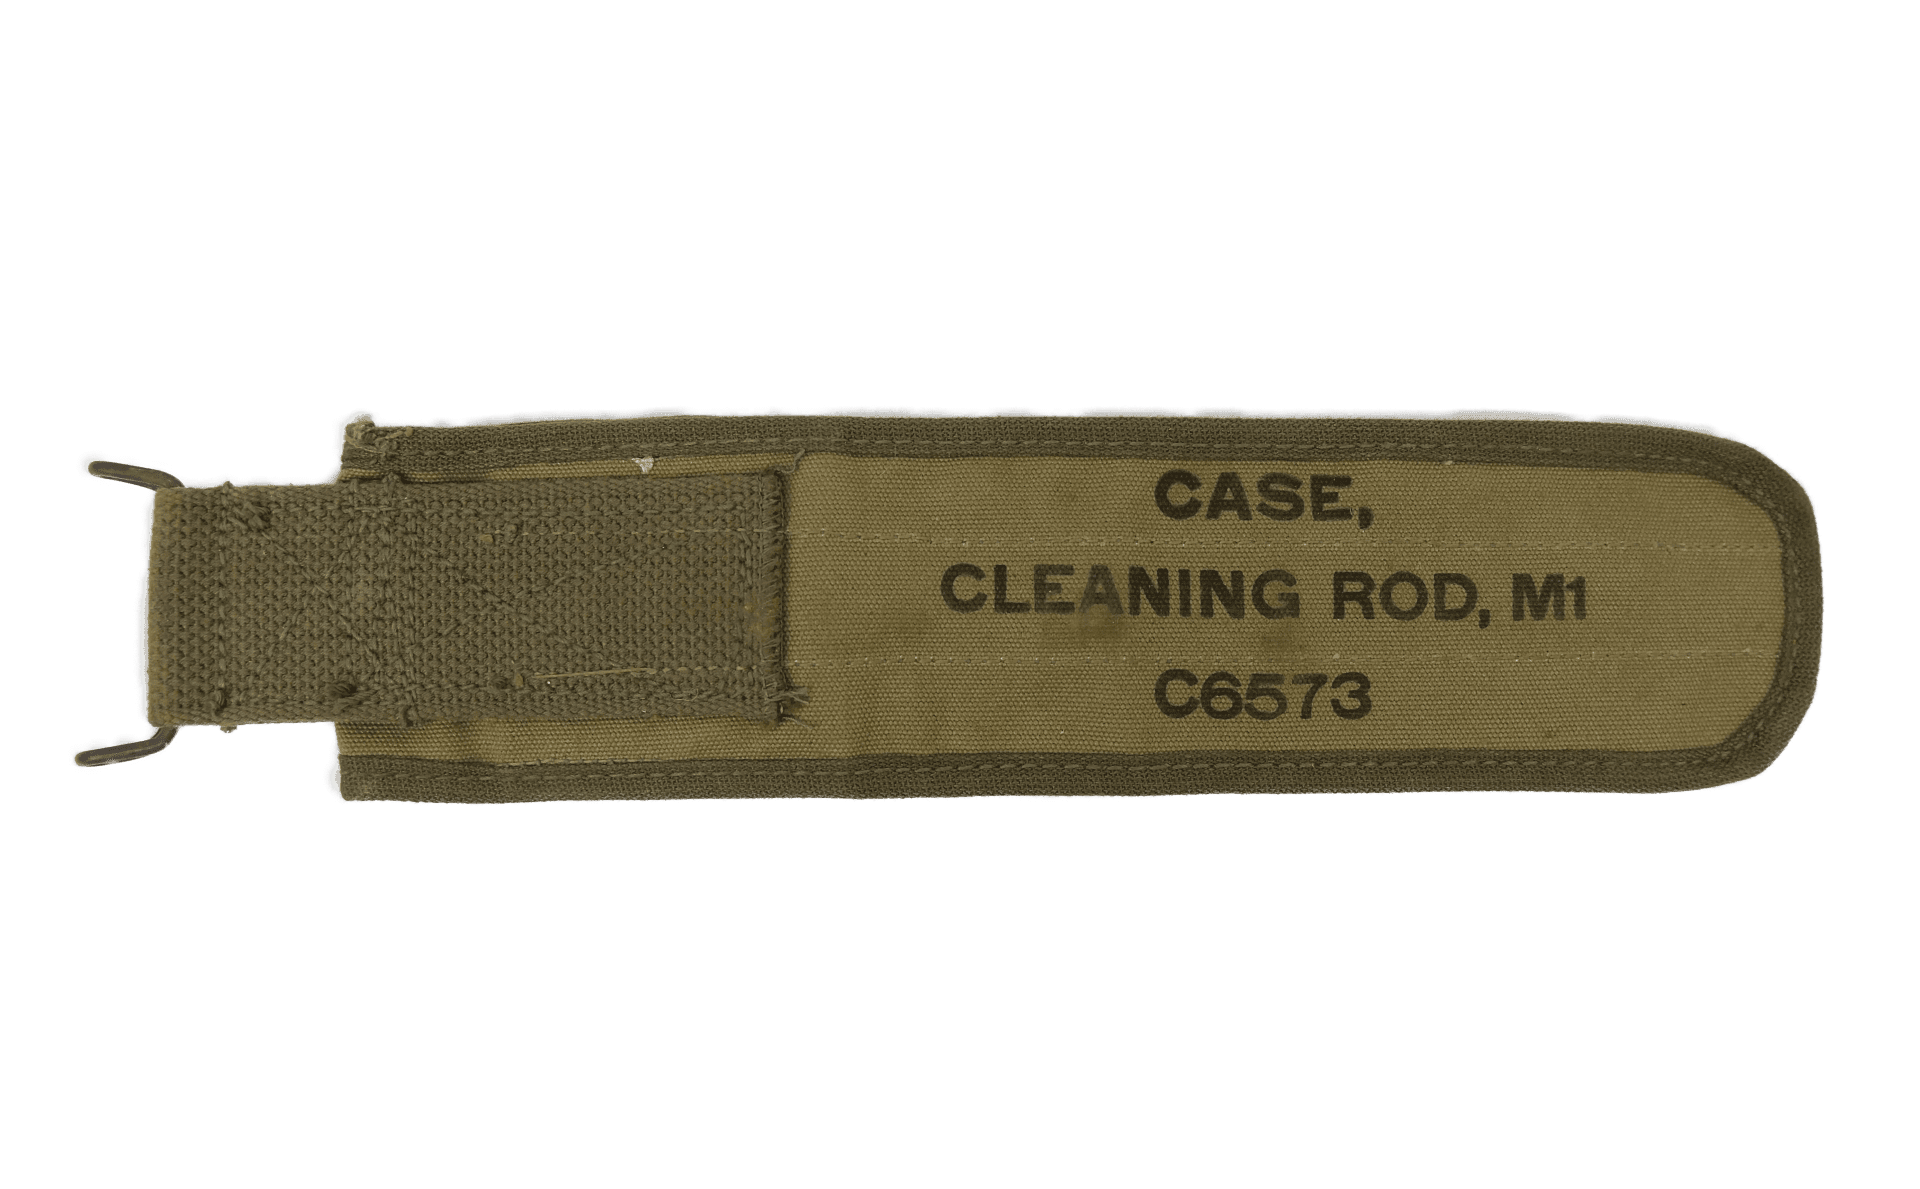 CASE,
CLEANING ROD, M1
C6573